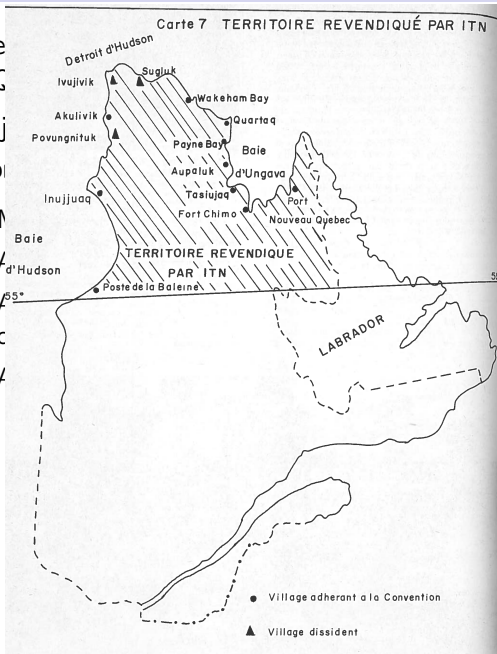 Carte 7 TERRITOIRE REVENDIQUÉ PAR ITN
Detroit d'Hudson
Ivujivik
Sugluk
Wakeham Bay
Akulivik
Quartaq
Povungnituk
Payne Bay
Baie
d'Ungava
Aupaluk
Tasiujaq
Inujjuaq
Fort Chimo
Port
Nouveau Quebec
Baie
d'Hudson
TERRITOIRE REVENDIQUE
PAR ITN
Poste de la Baleine
55°
LABRADOR
Village adherant a la Convention
Village dissident